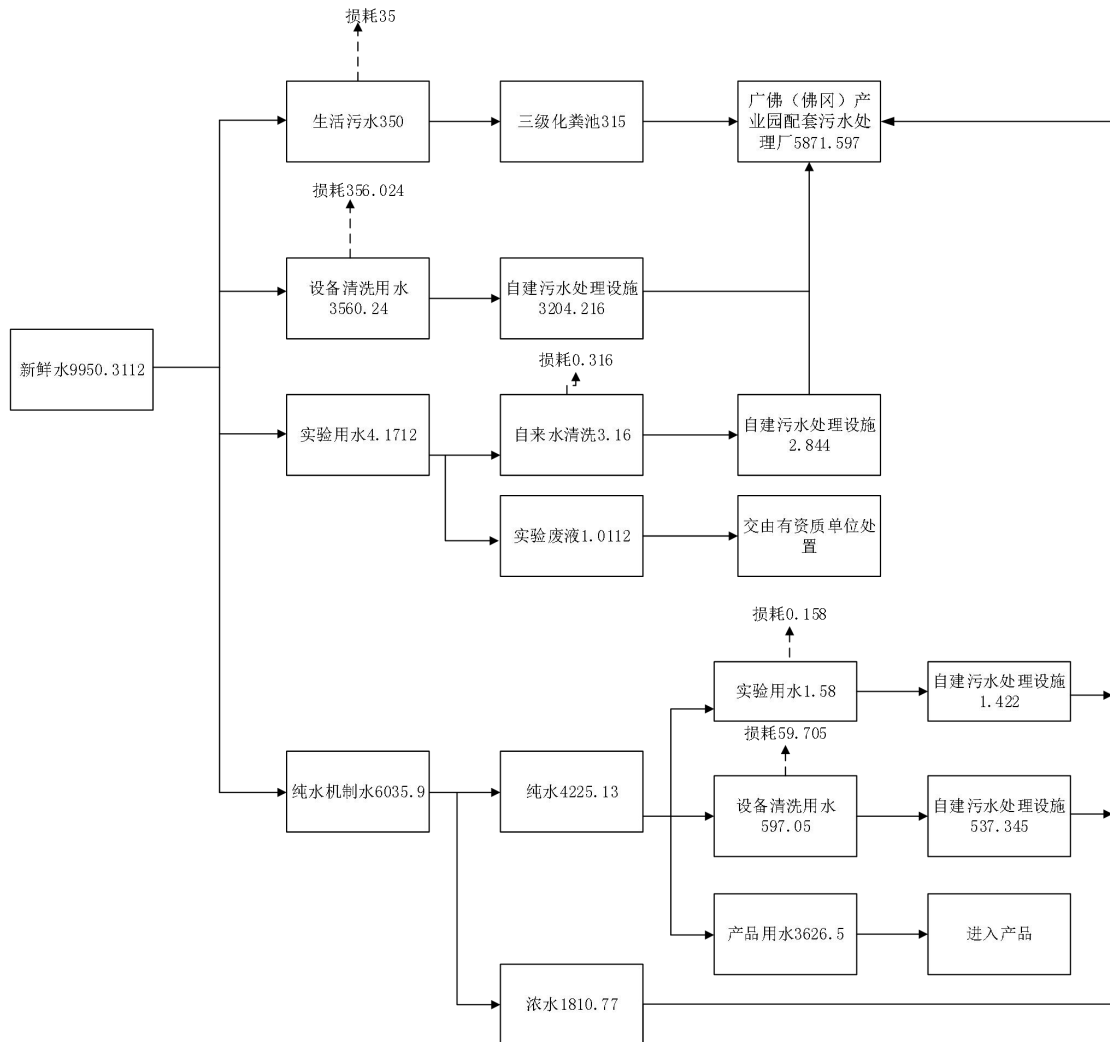 损耗35
生活污水350
三级化粪池315
广佛（佛冈）产
业园配套污水处
理厂5871.597
损耗356.024
设备清洗用水
3560.24
自建污水处理设施
3204.216
新鲜水9950.3112
损耗0.316
实验用水4.1712
自来水清洗3.16
自建污水处理设施
2.844
实验废液1.0112
交由有资质单位处
置
损耗0.158
实验用水1.58
自建污水处理设施
1.422
损耗59.705
纯水机制水6035.9
纯水4225.13
设备清洗用水
597.05
自建污水处理设施
537.345
产品用水3626.5
进入产品
浓水1810.77